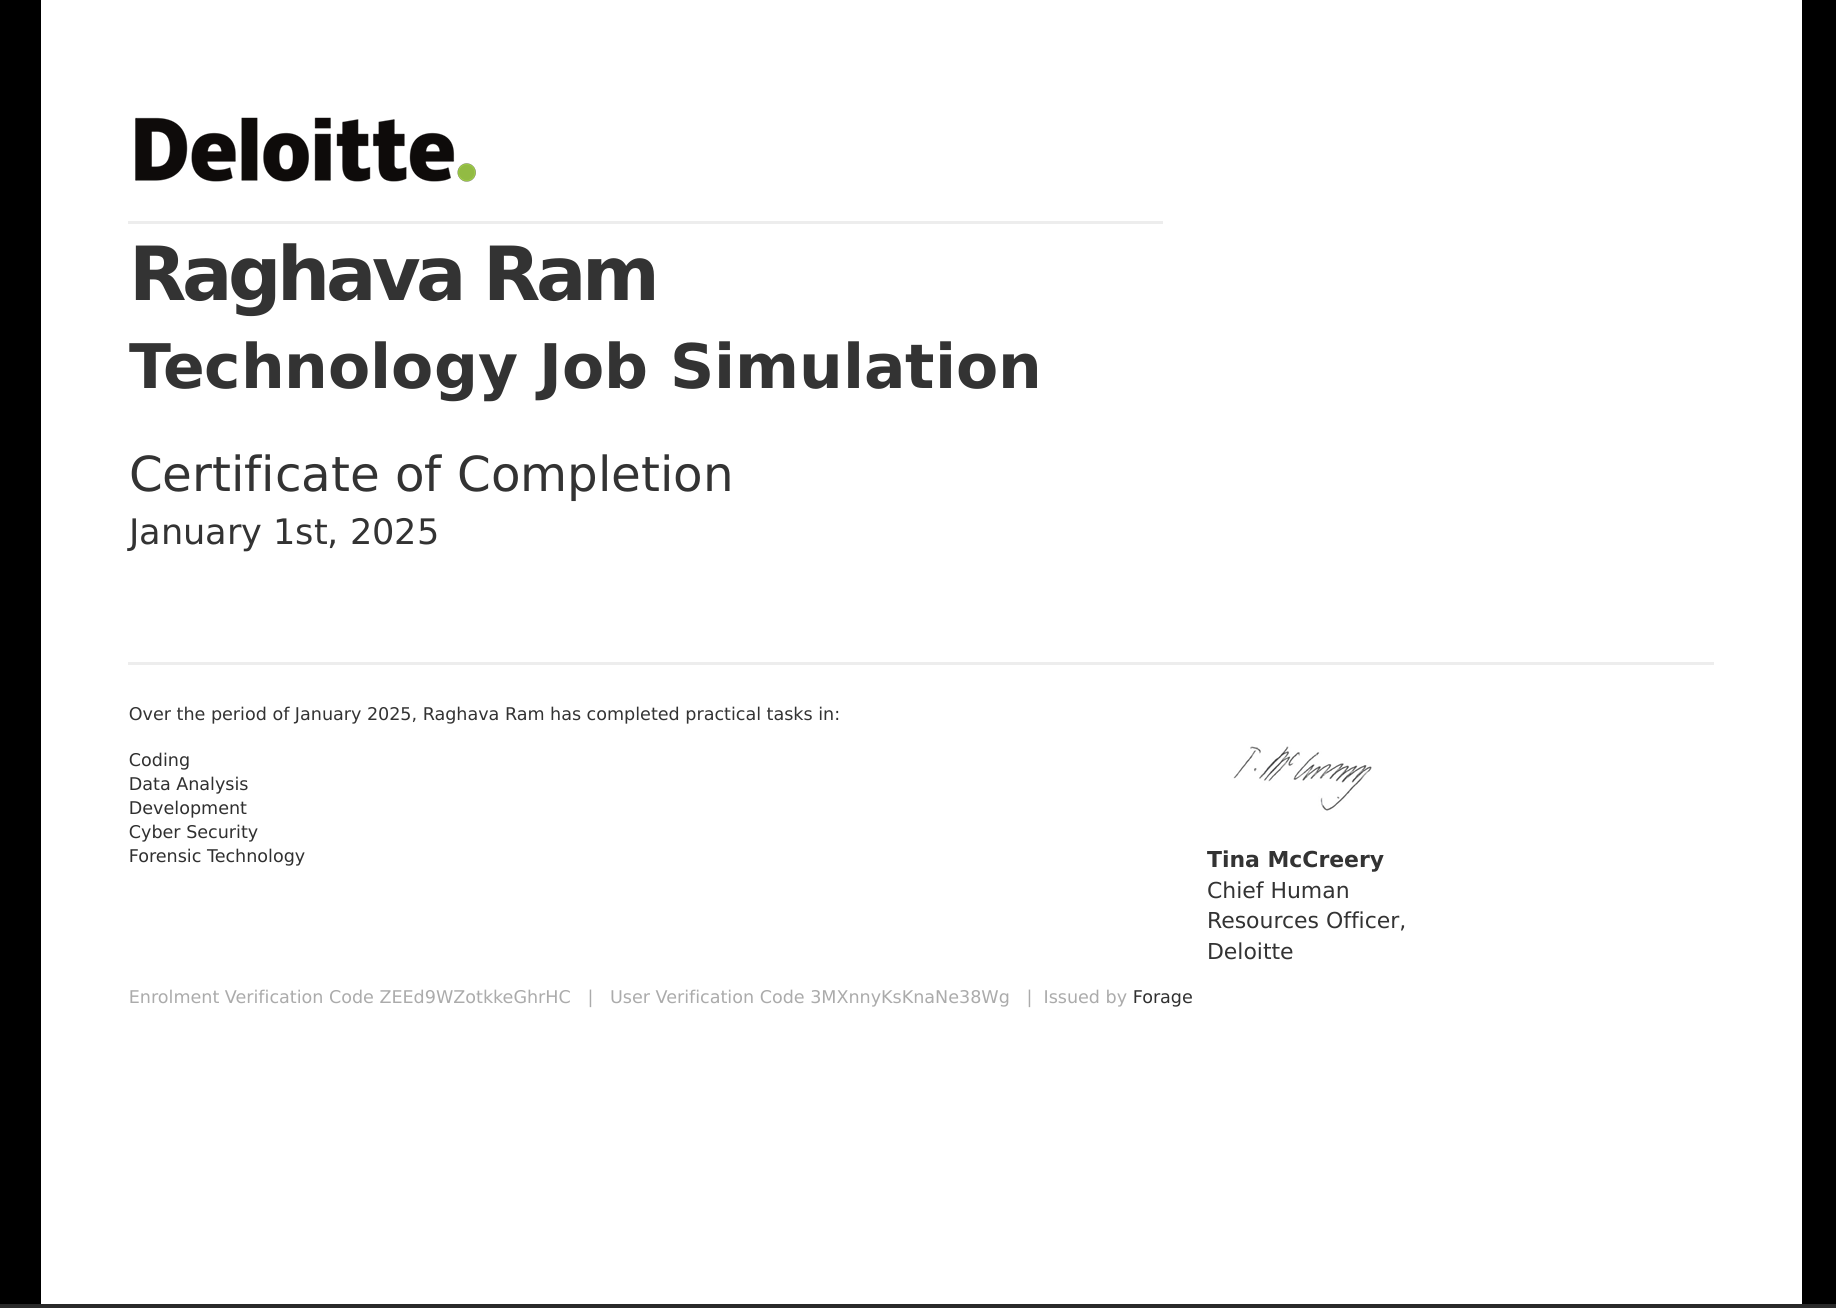 Deloitte.
Raghava Ram
Technology Job Simulation
Certificate of Completion
January 1st, 2025
Over the period of January 2025, Raghava Ram has completed practical tasks in:
Coding
Data Analysis
Development
Cyber Security
Forensic Technology
Tina McCreery
Chief Human
Resources Officer,
Deloitte
Enrolment Verification Code ZEEd9WZotkkeGhrHC | User Verification Code 3MXnnyKsKnaNe38Wg | Issued by Forage